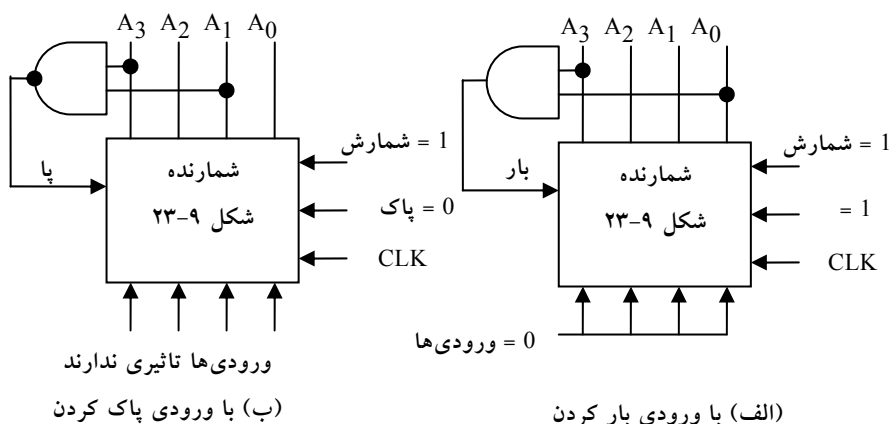 A3 A2 A1 A0
شمارنده
شکل ۹-۲۳
پا
شمارش = 1
پاک = 0
CLK
ورودی‌ها تاثیری ندارند
(ب) با ورودی پاک کردن
A3 A2 A1 A0
شمارنده
شکل ۹-۲۳
بار
شمارش = 1
= 1
CLK
ورودی‌ها = 0
(الف) با ورودی بار کردن